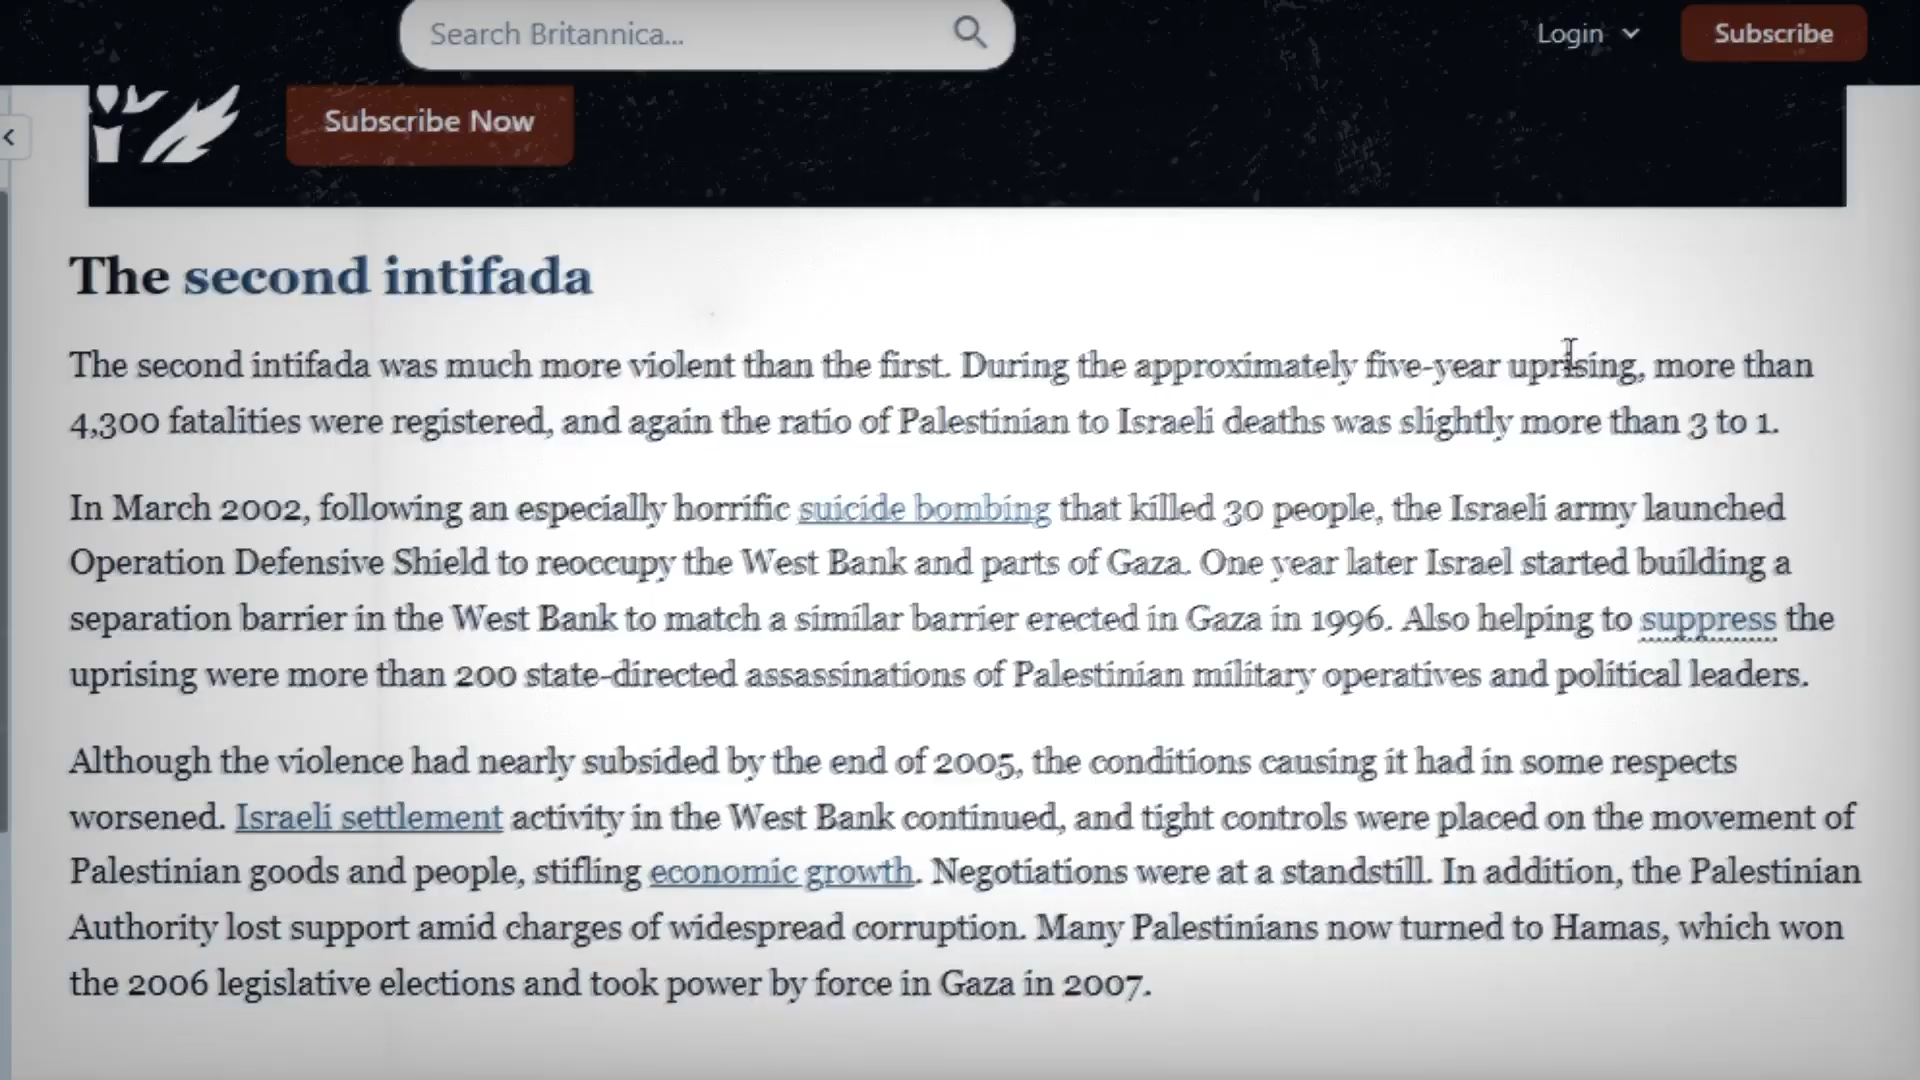 Search Britannica...
Login
Subscribe
Subscribe Now
The second intifada
The second intifada was much more violent than the first. During the approximately five-year uprising, more than
4,300 fatalities were registered, and again the ratio of Palestinian to Israeli deaths was slightly more than 3 to 1.
In March 2002, following an especially horrific suicide bombing that killed 30 people, the Israeli army launched
Operation Defensive Shield to reoccupy the West Bank and parts of Gaza. One year later Israel started building a
separation barrier in the West Bank to match a similar barrier erected in Gaza in 1996. Also helping to suppress the
uprising were more than 200 state-directed assassinations of Palestinian military operatives and political leaders.
Although the violence had nearly subsided by the end of 2005, the conditions causing it had in some respects
worsened. Israeli settlement activity in the West Bank continued, and tight controls were placed on the movement of
Palestinian goods and people, stifling economic growth. Negotiations were at a standstill. In addition, the Palestinian
Authority lost support amid charges of widespread corruption. Many Palestinians now turned to Hamas, which won
the 2006 legislative elections and took power by force in Gaza in 2007.